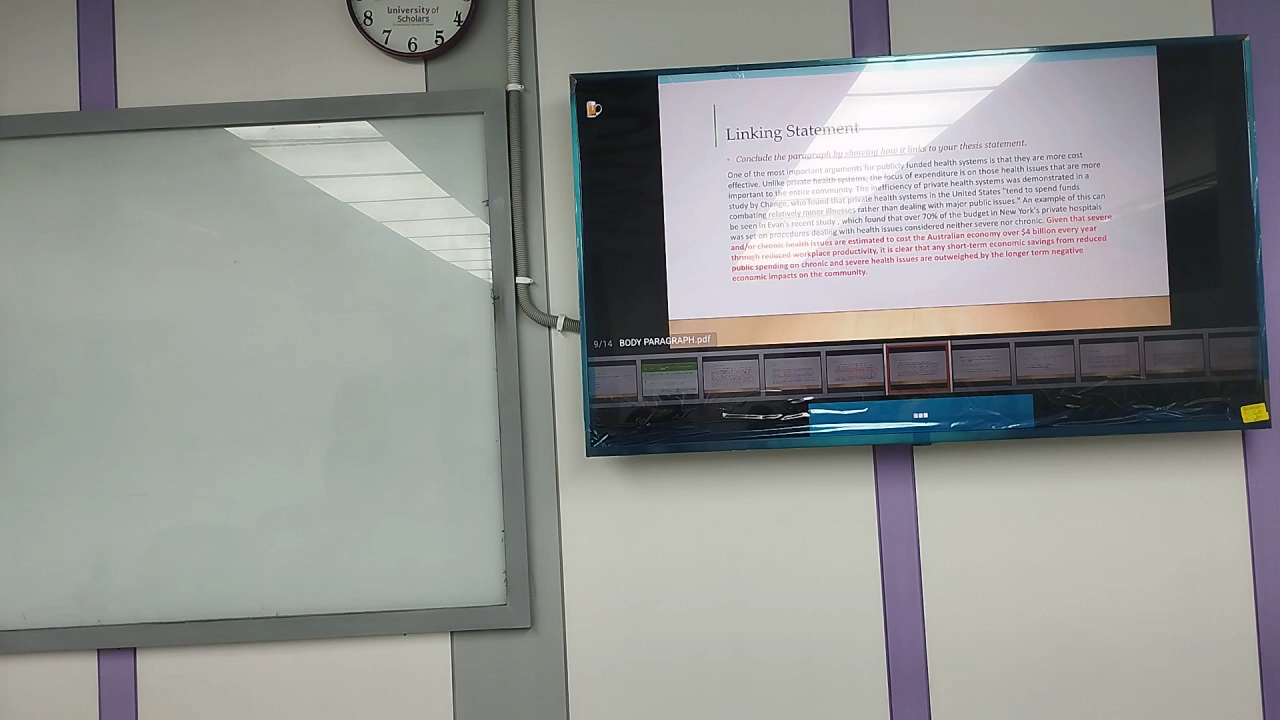 University of
Scholars
8
4
7
6
5
Linking Statement
Conclude the paragraph by showing how it links to your thesis statement.
One of the most important arguments for publicly funded health systems is that they are more cost
effective. Unlike private health systems, the focus of expenditure is on those health issues that are more
important to the entire community. The inefficiency of private health systems was demonstrated in a
study by Change, who found that private health systems in the United States "tend to spend funds
combating relatively minor illnesses rather than dealing with major public issues." An example of this can
be seen in Evan's recent study , which found that over 70% of the budget in New York's private hospitals
was set on procedures dealing with health issues considered neither severe nor chronic. Given that severe
and/or chronic health issues are estimated to cost the Australian economy over $4 billion every year
through reduced workplace productivity, it is clear that any short-term economic savings from reduced
public spending on chronic and severe health issues are outweighed by the longer term negative
economic impacts on the community.
9/14 BODY PARAGRAPH.pdf